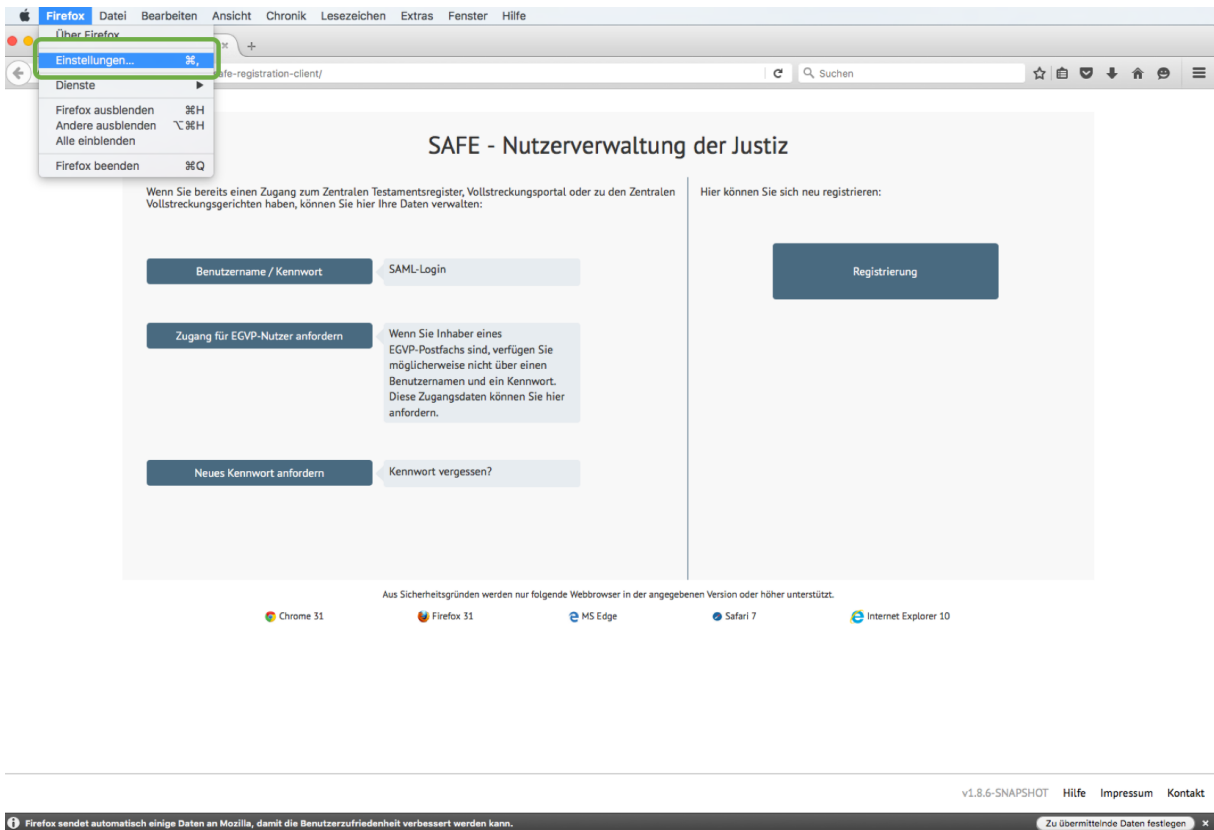 Firefox Datei Bearbeiten Ansicht Chronik Lesezeichen Extras Fenster Hilfe
Über Firefox
Einstellungen... ⌘,
Dienste
Firefox ausblenden ⌘H
Andere ausblenden ⌥⌘H
Alle einblenden
Firefox beenden ⌘Q
afe-registration-client/
Suchen
SAFE - Nutzerverwaltung der Justiz
Wenn Sie bereits einen Zugang zum Zentralen Testamentsregister, Vollstreckungsportal oder zu den Zentralen
Vollstreckungsgerichten haben, können Sie hier Ihre Daten verwalten:
Benutzername / Kennwort
SAML-Login
Zugang für EGVP-Nutzer anfordern
Wenn Sie Inhaber eines
EGVP-Postfachs sind, verfügen Sie
möglicherweise nicht über einen
Benutzernamen und ein Kennwort.
Diese Zugangsdaten können Sie hier
anfordern.
Neues Kennwort anfordern
Kennwort vergessen?
Hier können Sie sich neu registrieren:
Registrierung
Aus Sicherheitsgründen werden nur folgende Webbrowser in der angegebenen Version oder höher unterstützt.
Chrome 31 Firefox 31 MS Edge Safari 7 Internet Explorer 10
v1.8.6-SNAPSHOT Hilfe Impressum Kontakt
Firefox sendet automatisch einige Daten an Mozilla, damit die Benutzerzufriedenheit verbessert werden kann.
Zu übermittelnde Daten festlegen